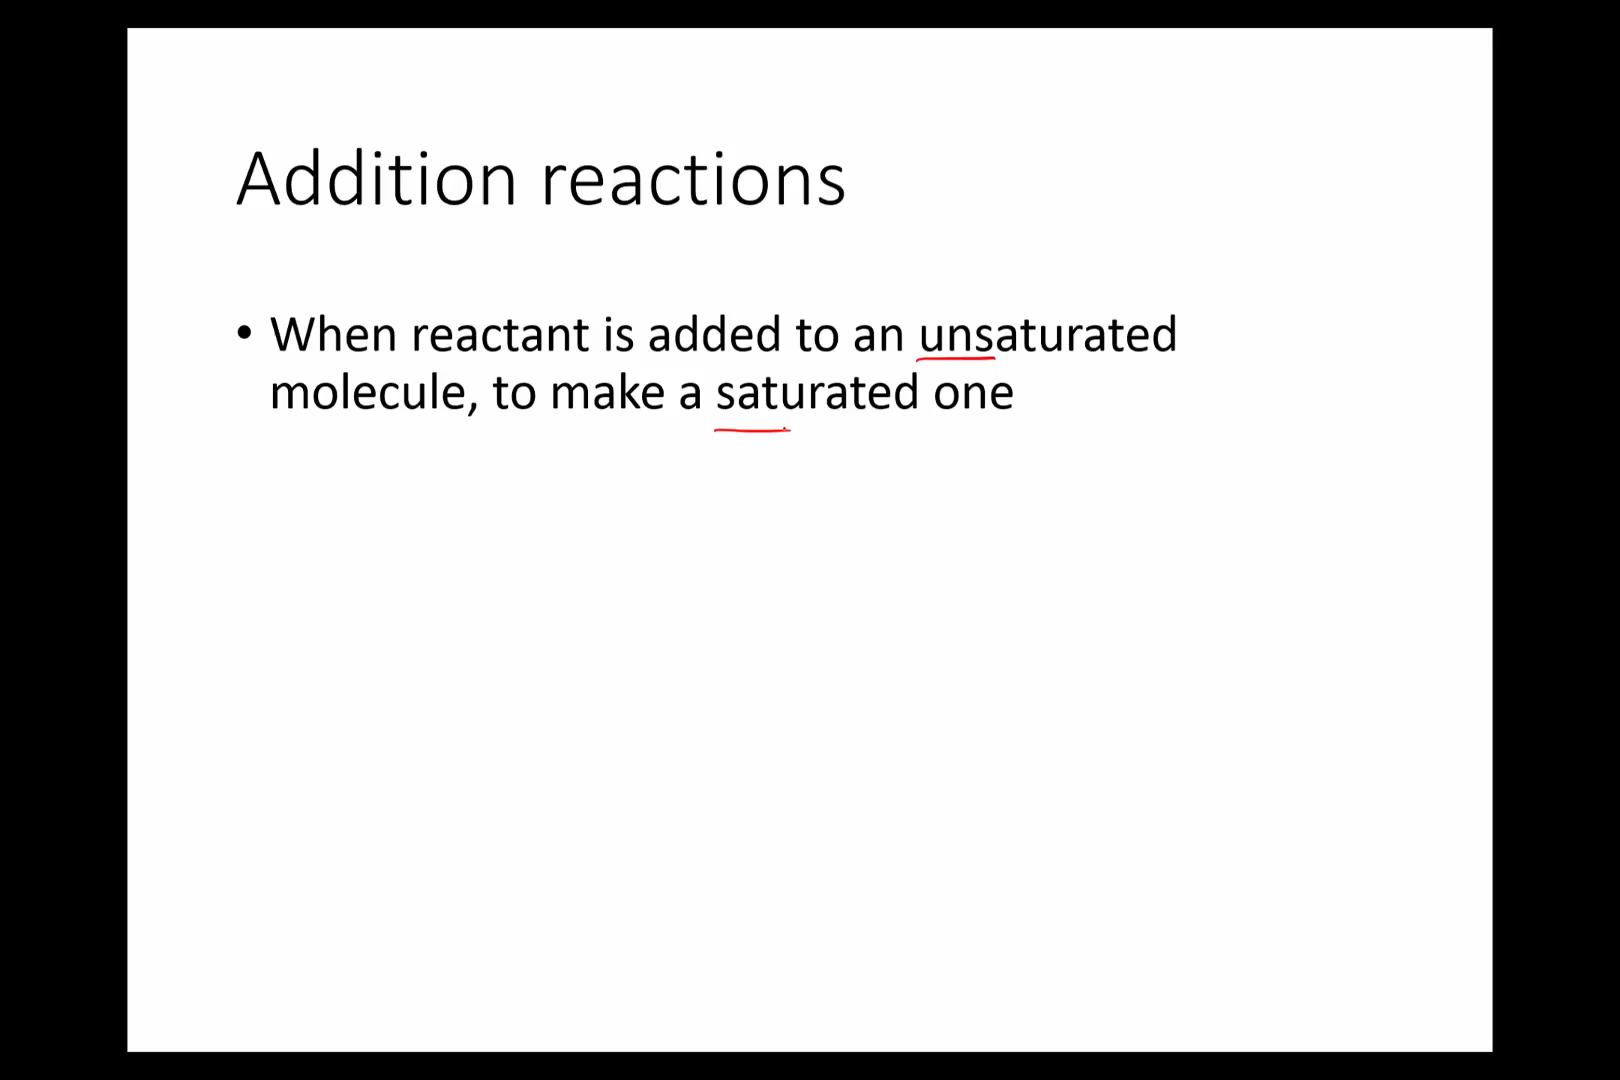 Addition reactions
• When reactant is added to an unsaturated
molecule, to make a saturated one